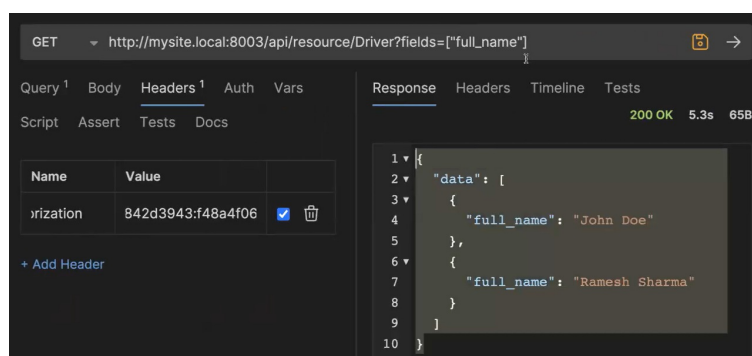 GET http://mysite.local:8003/api/resource/Driver?fields=["full_name"]
Query 1 Body Headers 1 Auth Vars
Script Assert Tests Docs
Name Value
orization 842d3943:f48a4f06
+ Add Header
Response Headers Timeline Tests
200 OK 5.3s 65B
1 {
2 "data": [
3 {
4 "full_name": "John Doe"
5 },
6 {
7 "full_name": "Ramesh Sharma"
8 }
9 ]
10 }